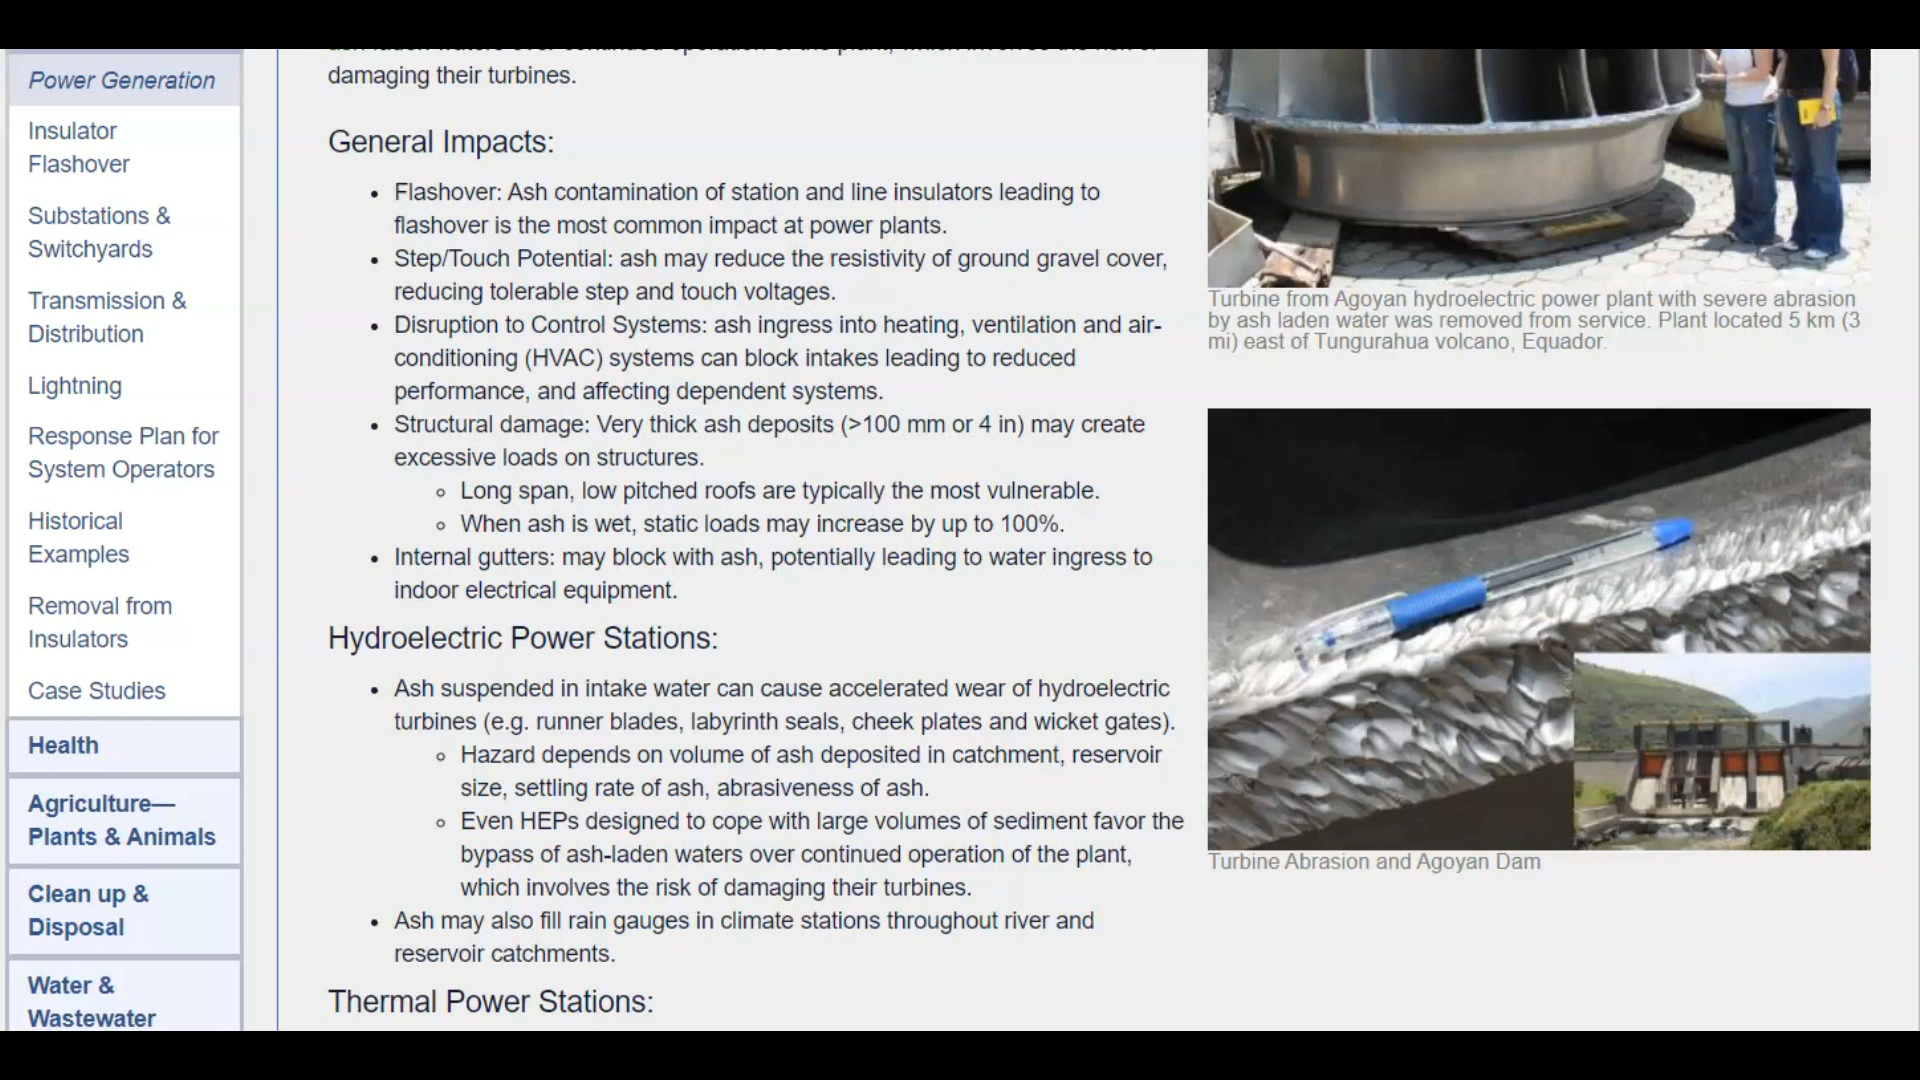 Power Generation
Insulator
Flashover
Substations &
Switchyards
Transmission &
Distribution
Lightning
Response Plan for
System Operators
Historical
Examples
Removal from
Insulators
Case Studies
Health
Agriculture—
Plants & Animals
Clean up &
Disposal
Water &
Wastewater
damaging their turbines.
General Impacts:
• Flashover: Ash contamination of station and line insulators leading to
flashover is the most common impact at power plants.
• Step/Touch Potential: ash may reduce the resistivity of ground gravel cover,
reducing tolerable step and touch voltages.
• Disruption to Control Systems: ash ingress into heating, ventilation and air-
conditioning (HVAC) systems can block intakes leading to reduced
performance, and affecting dependent systems.
• Structural damage: Very thick ash deposits (>100 mm or 4 in) may create
excessive loads on structures.
◦ Long span, low pitched roofs are typically the most vulnerable.
◦ When ash is wet, static loads may increase by up to 100%.
• Internal gutters: may block with ash, potentially leading to water ingress to
indoor electrical equipment.
Hydroelectric Power Stations:
• Ash suspended in intake water can cause accelerated wear of hydroelectric
turbines (e.g. runner blades, labyrinth seals, cheek plates and wicket gates).
◦ Hazard depends on volume of ash deposited in catchment, reservoir
size, settling rate of ash, abrasiveness of ash.
◦ Even HEPs designed to cope with large volumes of sediment favor the
bypass of ash-laden waters over continued operation of the plant,
which involves the risk of damaging their turbines.
• Ash may also fill rain gauges in climate stations throughout river and
reservoir catchments.
Thermal Power Stations:
Turbine from Agoyan hydroelectric power plant with severe abrasion
by ash laden water was removed from service. Plant located 5 km (3
mi) east of Tungurahua volcano, Equador.
Turbine Abrasion and Agoyan Dam